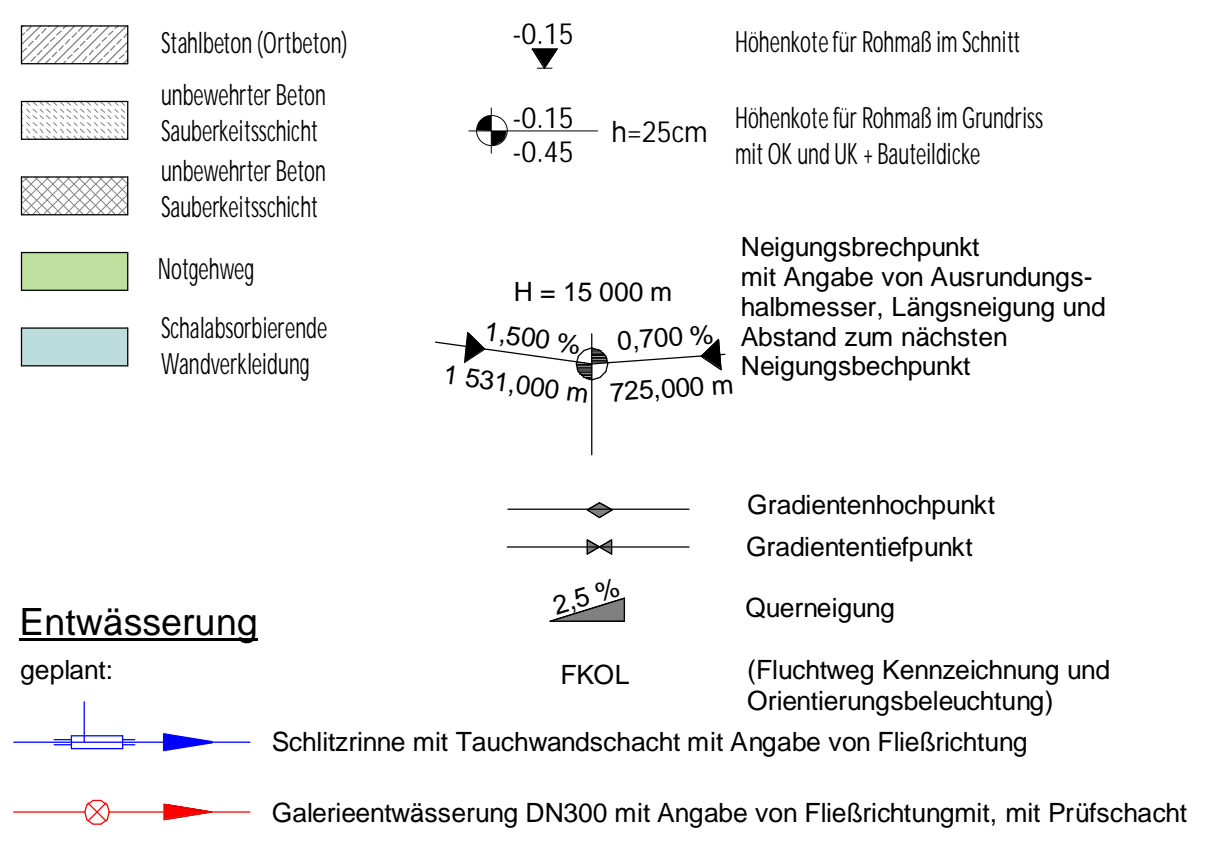 Stahlbeton (Ortbeton)
unbewehrter Beton
Sauberkeitsschicht
unbewehrter Beton
Sauberkeitsschicht
Notgehweg
Schalabsorbierende
Wandverkleidung
-0.15
Höhenkote für Rohmaß im Schnitt
-0.15
-0.45
h=25cm
Höhenkote für Rohmaß im Grundriss
mit OK und UK + Bauteildicke
H = 15 000 m
1,500 %
0,700 %
1 531,000 m
725,000 m
Neigungsbrechpunkt
mit Angabe von Ausrundungs-
halbmesser, Längsneigung und
Abstand zum nächsten
Neigungsbechpunkt
Gradientenhochpunkt
Gradiententiefpunkt
2,5 %
Querneigung
FKOL
(Fluchtweg Kennzeichnung und
Orientierungsbeleuchtung)
Entwässerung
geplant:
Schlitzrinne mit Tauchwandschacht mit Angabe von Fließrichtung
Galerieentwässerung DN300 mit Angabe von Fließrichtungmit, mit Prüfschacht